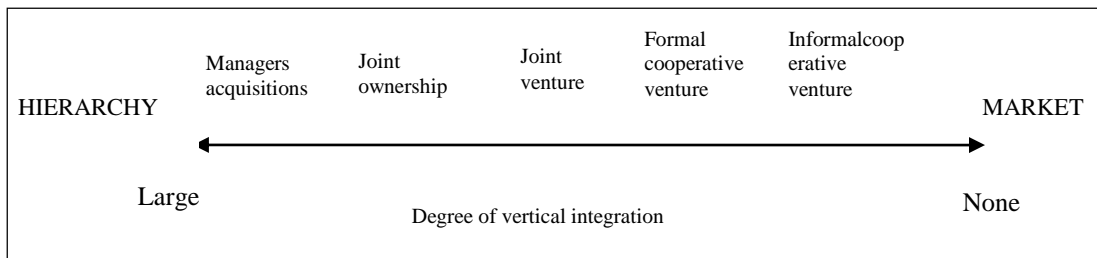 Managers
acquisitions
Joint
ownership
Joint
venture
Formal
cooperative
venture
Informalcoop
erative
venture
HIERARCHY
MARKET
Large
Degree of vertical integration
None